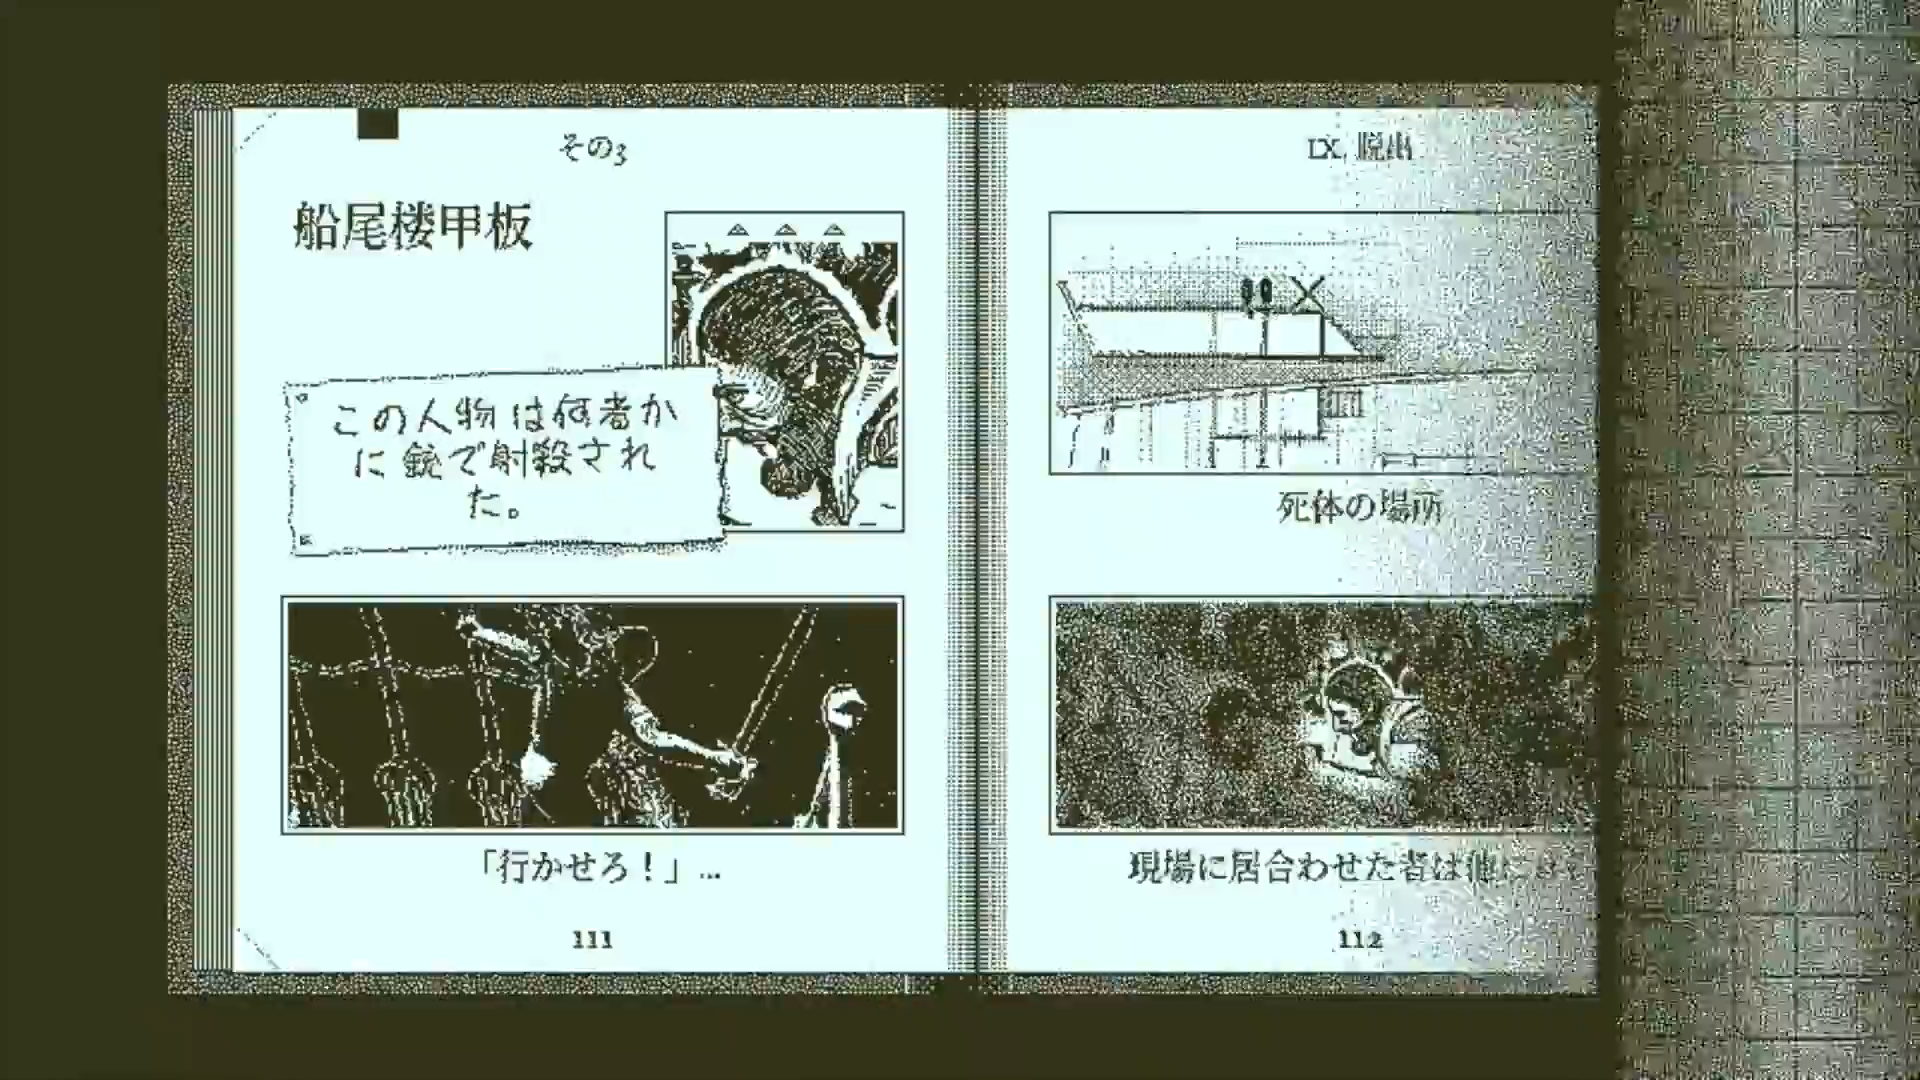 その3
船尾楼甲板
この人物は何者か
に銃で射殺され
た。
「行かせろ!」...
111
IX. 脱出
死体の場所
現場に居合わせた者は他に
112